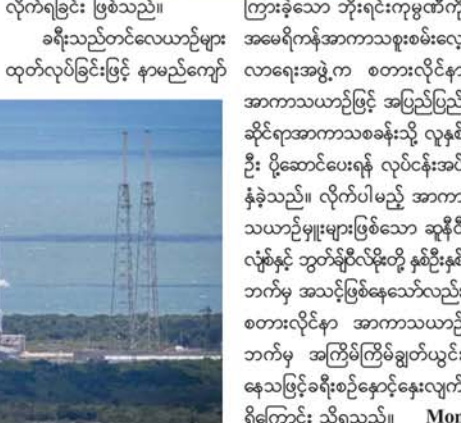 လိုက်ရခြင်း ဖြစ်သည်။
ခရီးသည်တင်လေယာဉ်များ
ထုတ်လုပ်ခြင်းဖြင့် နာမည်ကျော်
ကြားခဲ့သော ဘိုးရင်းကုမ္ပဏီကို
အမေရိကန်အာကာသစူးစမ်းလေ့
လာရေးအဖွဲ့က စတားလိုင်နာ
အာကာသယာဉ်ဖြင့် အပြည်ပြည်
ဆိုင်ရာအာကာသစခန်းသို့ လူနှစ်
ဦး ပို့ဆောင်ပေးရန် လုပ်ငန်းအပ်
နှံခဲ့သည်။ လိုက်ပါမည့် အာကာ
သယာဉ်မှူးများဖြစ်သော ဆူနီဝီ
လျံစ်နှင့် ဘွတ်ချ်ဝီလ်မိုးတို့ နှစ်ဦးနှစ်
ဘက်မှ အသင့်ဖြစ်နေသော်လည်း
စတားလိုင်နာ အာကာသယာဉ်
ဘက်မှ အကြိမ်ကြိမ်ချွတ်ယွင်း
နေသဖြင့်ခရီးစဉ်နှောင့်နှေးလျက်
ရှိကြောင်း သိရသည်။ Mon